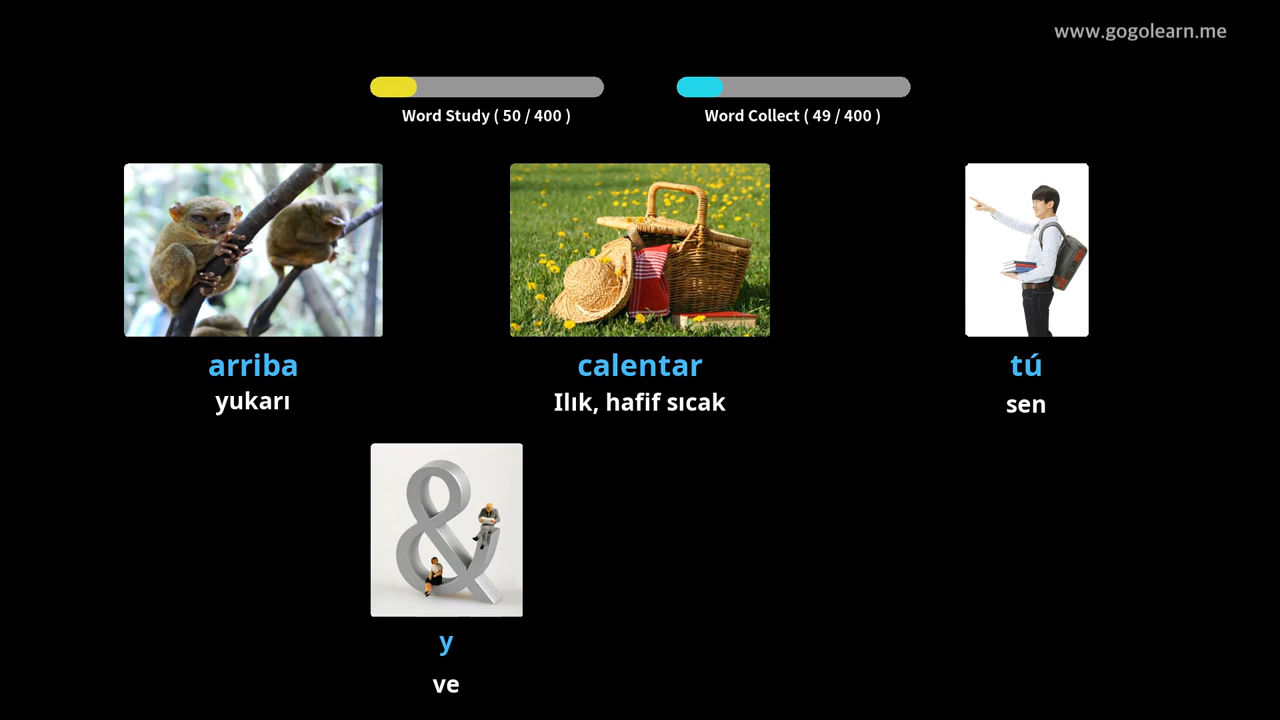 www.gogolearn.me
Word Study ( 50 / 400 )
Word Collect ( 49 / 400 )
arriba
yukarı
calentar
Ilık, hafif sıcak
tú
sen
y
ve